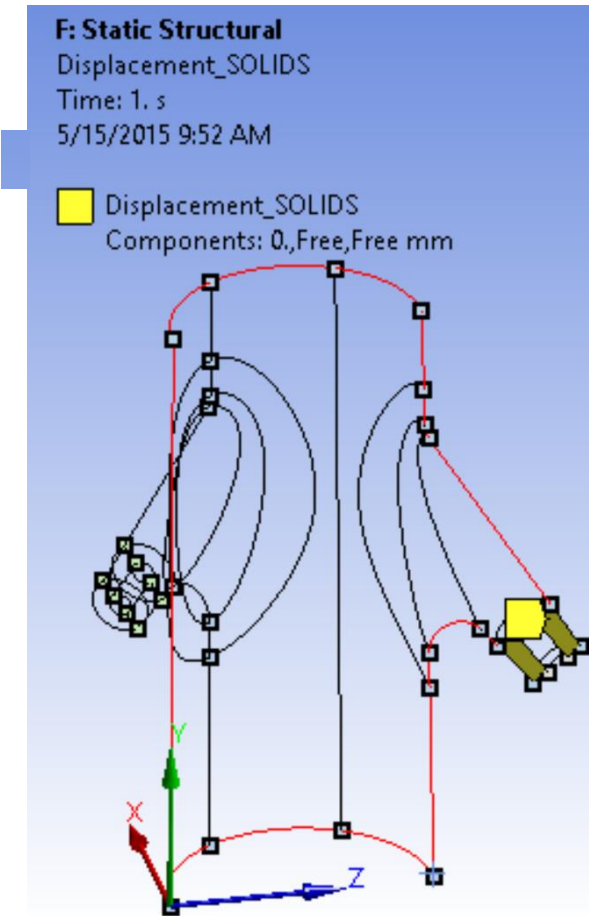 F: Static Structural
Displacement_SOLIDS
Time: 1. s
5/15/2015 9:52 AM
Displacement_SOLIDS
Components: 0.,Free,Free mm
Y
X
Z